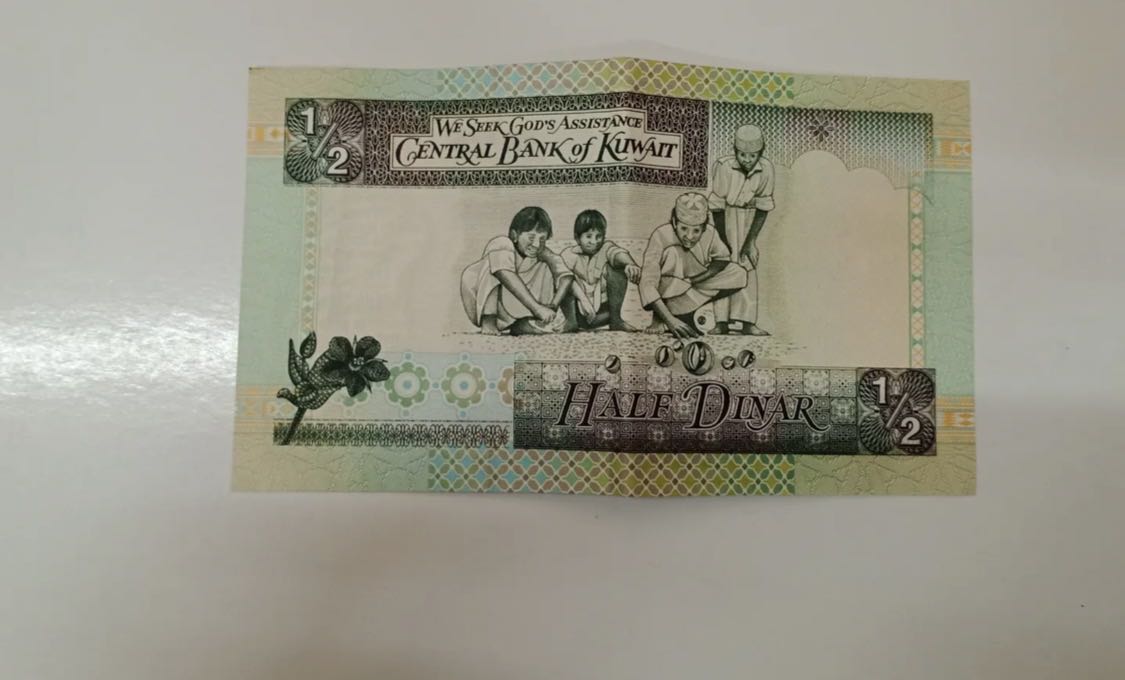 1/2
WE SEEK GOD'S ASSISTANCE
CENTRAL BANK of KUWAIT
HALF DINAR
1/2